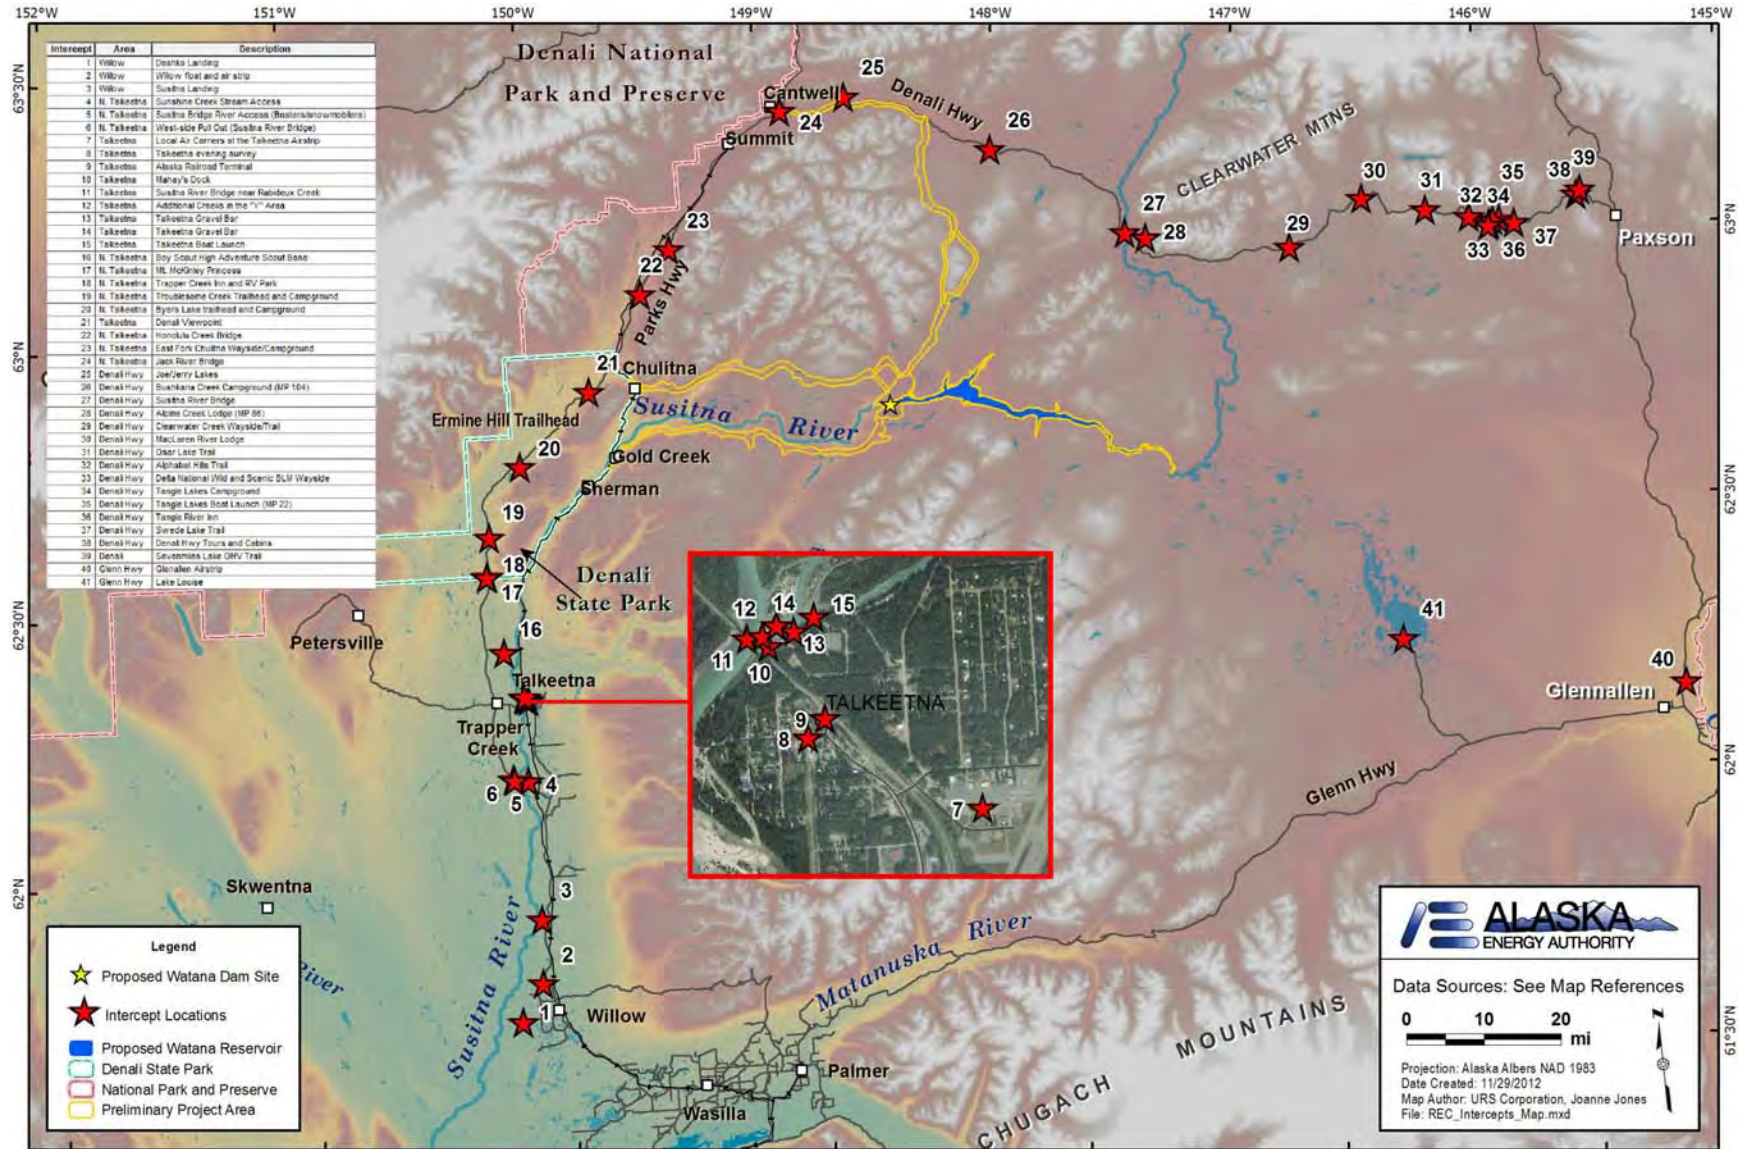 152°W 151°W 150°W 149°W 148°W 147°W 146°W 145°W
Intercept Area Description
1 Willow Deshka Landing
2 Willow Willow float and air strip
3 Willow Susitna Landing
4 N. Talkeetna Sunshine Creek Stream Access
5 N. Talkeetna Susitna Bridge River Access (Boaters/snowmobilers)
6 N. Talkeetna West-side Pull Out (Susitna River Bridge)
7 Talkeetna Local Air Carriers at the Talkeetna Airstrip
8 Talkeetna Talkeetna evening survey
9 Talkeetna Alaska Railroad Terminal
10 Talkeetna Mahay's Dock
11 Talkeetna Susitna River Bridge near Rabideux Creek
12 Talkeetna Additional Creeks in the "Y" Area
13 Talkeetna Talkeetna Gravel Bar
14 Talkeetna Talkeetna Gravel Bar
15 Talkeetna Talkeetna Boat Launch
16 N. Talkeetna Boy Scout High Adventure Scout Base
17 N. Talkeetna Mt. McKinley Princess
18 N. Talkeetna Trapper Creek Inn and RV Park
19 N. Talkeetna Troublesome Creek Trailhead and Campground
20 N. Talkeetna Byers Lake trailhead and Campground
21 Talkeetna Denali Viewpoint
22 N. Talkeetna Honolulu Creek Bridge
23 N. Talkeetna East Fork Chulitna Wayside/Campground
24 N. Talkeetna Jack River Bridge
25 Denali Hwy Joe/Jerry Lakes
26 Denali Hwy Bushkana Creek Campground (MP 104)
27 Denali Hwy Susitna River Bridge
28 Denali Hwy Alpine Creek Lodge (MP 86)
29 Denali Hwy Clearwater Creek Wayside/Trail
30 Denali Hwy MacLaren River Lodge
31 Denali Hwy Osar Lake Trail
32 Denali Hwy Alphabet Hills Trail
33 Denali Hwy Delta National Wild and Scenic BLM Wayside
34 Denali Hwy Tangle Lakes Campground
35 Denali Hwy Tangle Lakes Boat Launch (MP 22)
36 Denali Hwy Tangle River Inn
37 Denali Hwy Swede Lake Trail
38 Denali Hwy Denali Hwy Tours and Cabins
39 Denali Sevenmiles Lake OHV Trail
40 Glenn Hwy Glenallen Airstrip
41 Glenn Hwy Lake Louise
Denali National
Park and Preserve
Cantwell
Summit
24
25
Denali Hwy
26
CLEARWATER MTNS
27
28
29
30
31
32
33
34
35
36
37
38
39
Paxson
23
22
Parks Hwy
21
Chulitna
Ermine Hill Trailhead
Susitna
River
20
Gold Creek
Sherman
19
18
17
Denali
State Park
Petersville
16
Talkeetna
Trapper
Creek
6
5
4
12
14
15
11
10
13
TALKEETNA
9
8
7
41
40
Glennallen
Glenn Hwy
Skwentna
River
3
2
1
Susitna River
Willow
Matanuska River
Palmer
Wasilla
CHUGACH MOUNTAINS
63°30'N
63°0'N
62°30'N
62°0'N
61°30'N
63°0'N
62°30'N
62°N
Legend
Proposed Watana Dam Site
Intercept Locations
Proposed Watana Reservoir
Denali State Park
National Park and Preserve
Preliminary Project Area
ALASKA
ENERGY AUTHORITY
Data Sources: See Map References
0 10 20
mi
N
Projection: Alaska Albers NAD 1983
Date Created: 11/29/2012
Map Author: URS Corporation, Joanne Jones
File: REC_Intercepts_Map.mxd